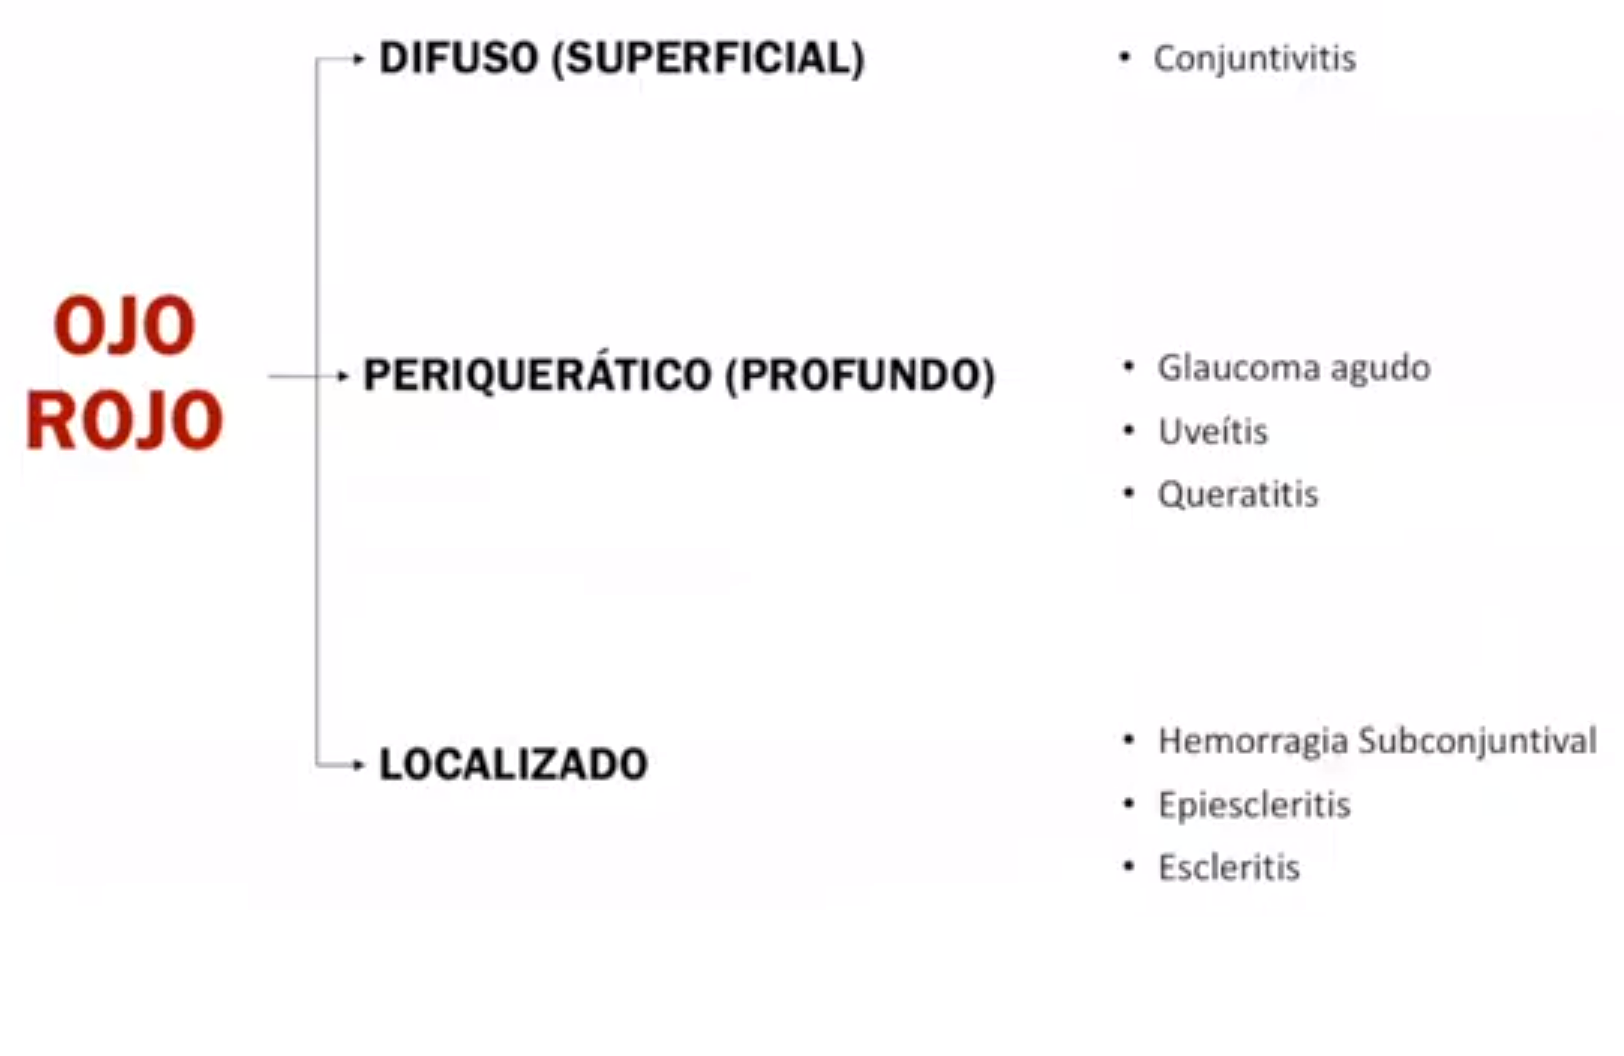 OJO
ROJO
DIFUSO (SUPERFICIAL)
• Conjuntivitis
PERIQUERÁTICO (PROFUNDO)
• Glaucoma agudo
• Uveítis
• Queratitis
LOCALIZADO
• Hemorragia Subconjuntival
• Epiescleritis
• Escleritis